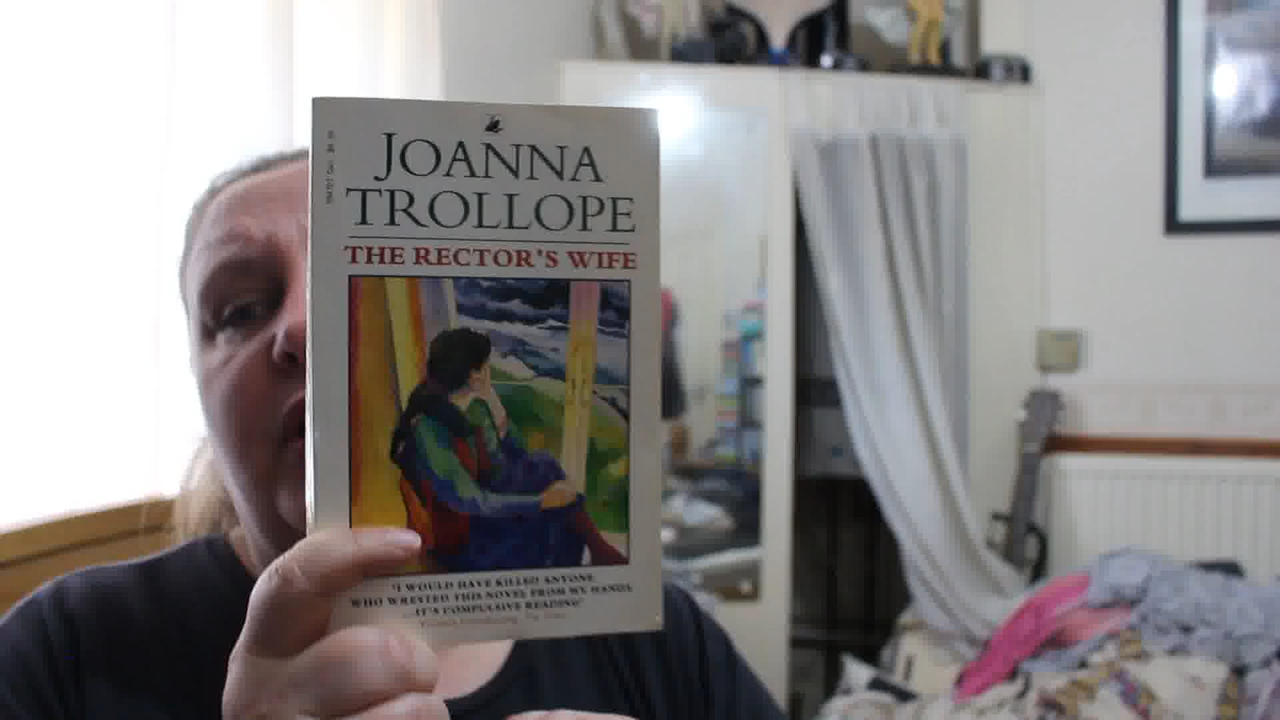 JOANNA
TROLLOPE
THE RECTOR'S WIFE
'I WOULD HAVE KILLED ANYONE
WHO WRESTED THIS NOVEL FROM MY HANDS
...IT'S COMPULSIVE READING'